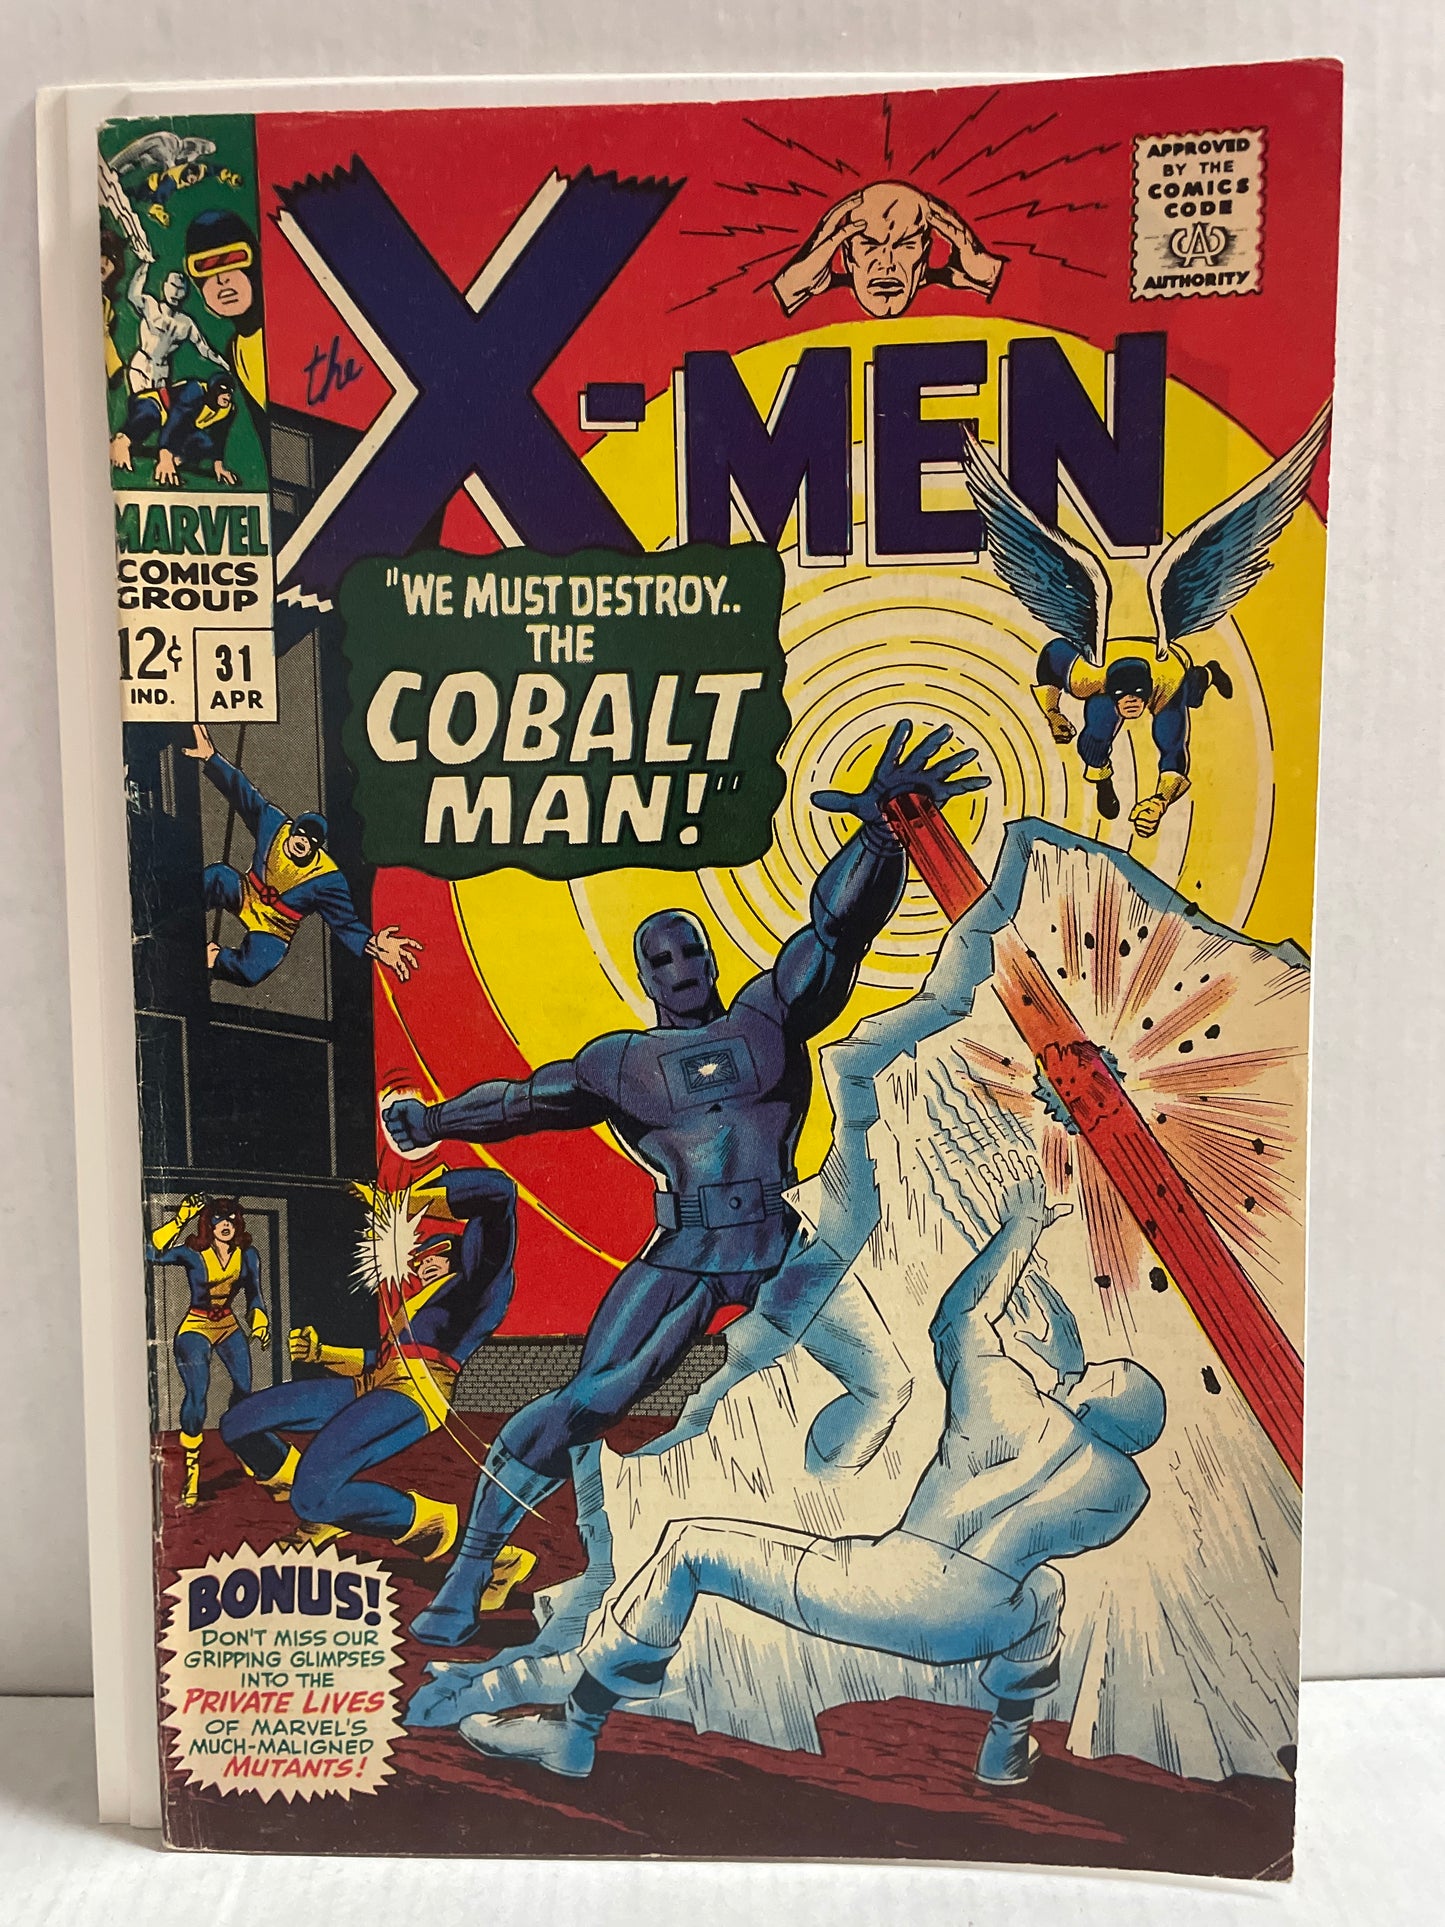 APPROVED
BY THE
COMICS
CODE
CA
AUTHORITY
the X-MEN
MARVEL
COMICS
GROUP
12¢
IND.
31
APR
"WE MUST DESTROY..
THE
COBALT
MAN!"
BONUS!
DON'T MISS OUR
GRIPPING GLIMPSES
INTO THE
PRIVATE LIVES
OF MARVEL'S
MUCH-MALIGNED
MUTANTS!